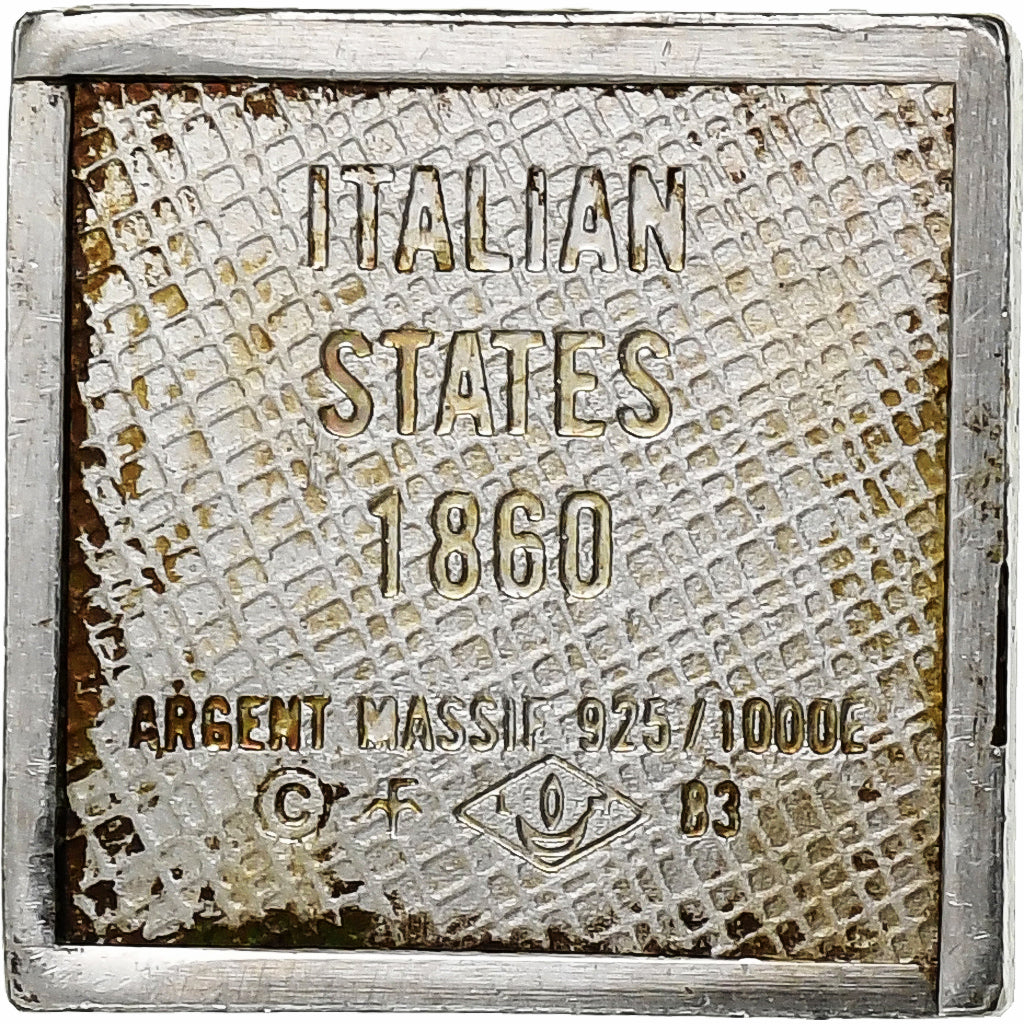 ITALIAN
STATES
1860
ARGENT MASSIF 925/1000E
© 83